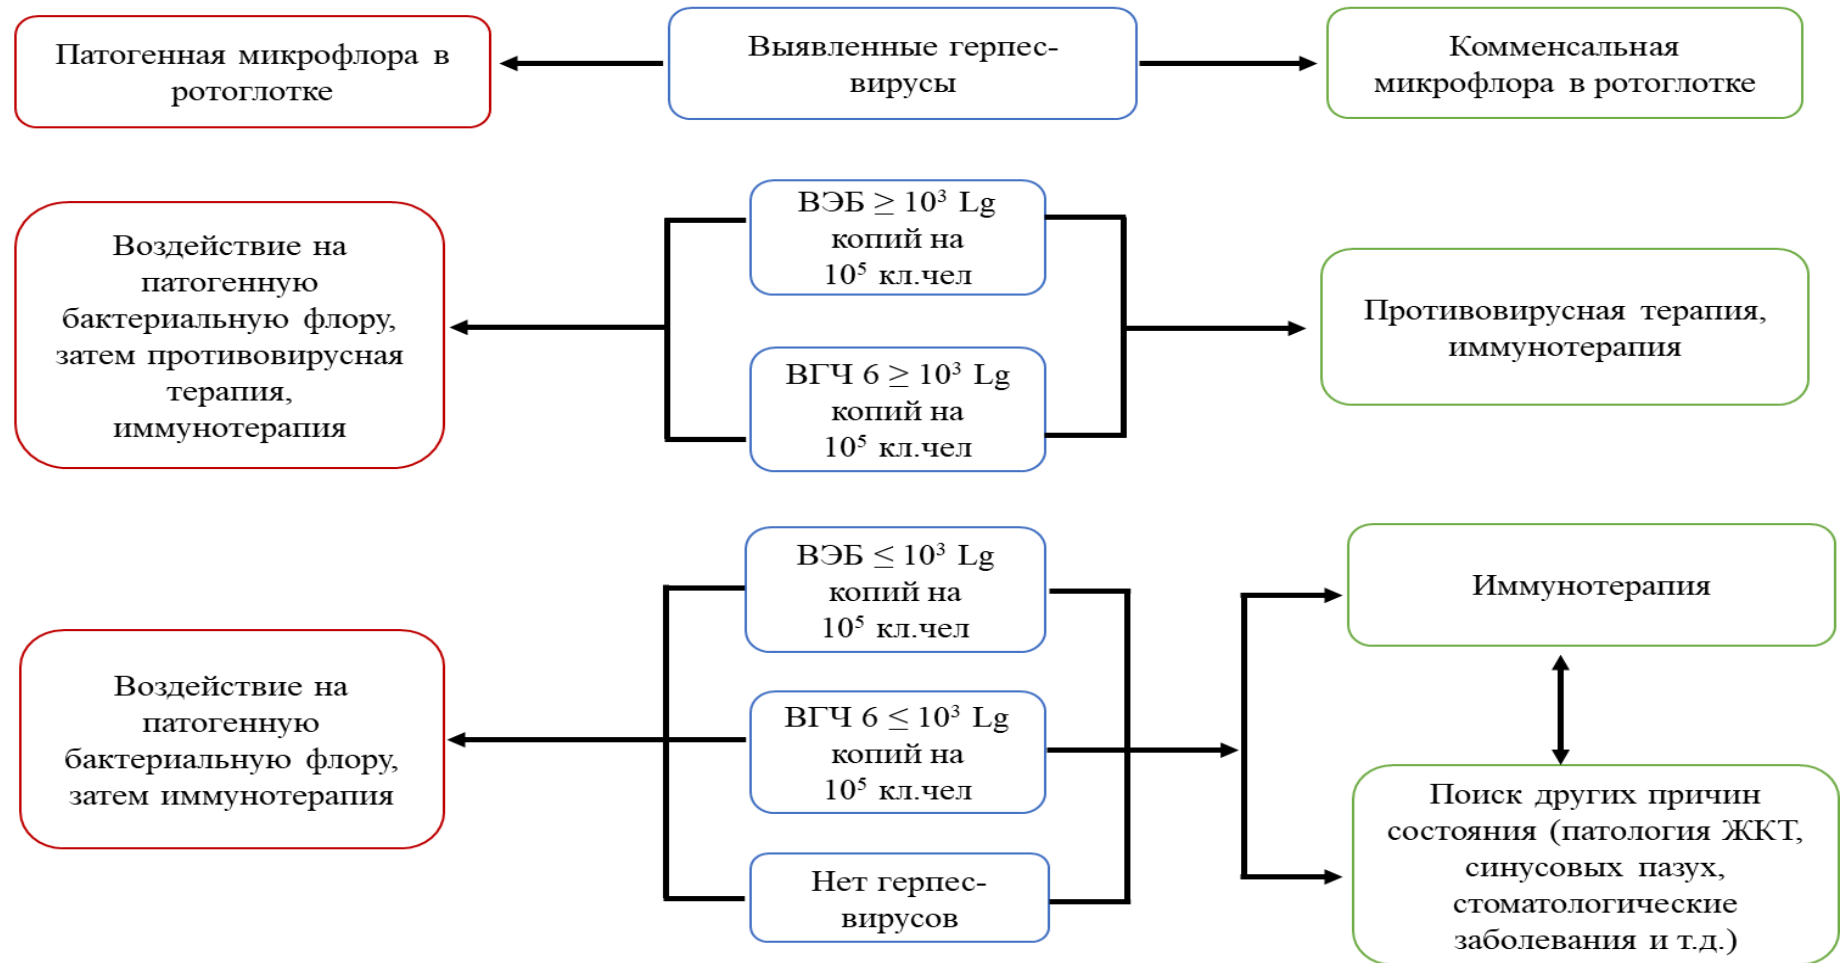 Патогенная микрофлора в
ротоглотке
Выявленные герпес-
вирусы
Комменсальная
микрофлора в ротоглотке
Воздействие на
патогенную
бактериальную флору,
затем противовирусная
терапия,
иммунотерапия
ВЭБ ≥ 10³ Lg
копий на
10⁵ кл.чел
ВГЧ 6 ≥ 10³ Lg
копий на
10⁵ кл.чел
Противовирусная терапия,
иммунотерапия
Воздействие на
патогенную
бактериальную флору,
затем иммунотерапия
ВЭБ ≤ 10³ Lg
копий на
10⁵ кл.чел
ВГЧ 6 ≤ 10³ Lg
копий на
10⁵ кл.чел
Нет герпес-
вирусов
Иммунотерапия
Поиск других причин
состояния (патология ЖКТ,
синусовых пазух,
стоматологические
заболевания и т.д.)